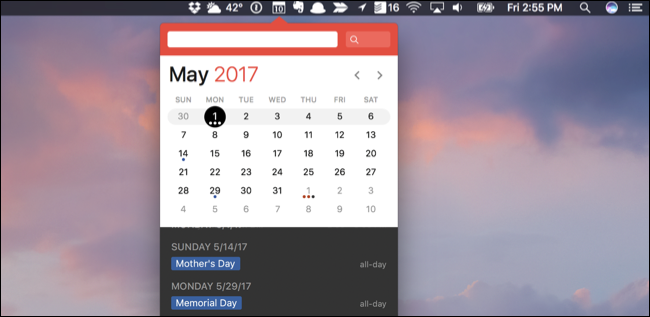 42° 10 16 Fri 2:55 PM
May 2017
SUN MON TUE WED THU FRI SAT
30 1 2 3 4 5 6
7 8 9 10 11 12 13
14 15 16 17 18 19 20
21 22 23 24 25 26 27
28 29 30 31 1 2 3
4 5 6 7 8 9 10
SUNDAY 5/14/17
Mother's Day all-day
MONDAY 5/29/17
Memorial Day all-day